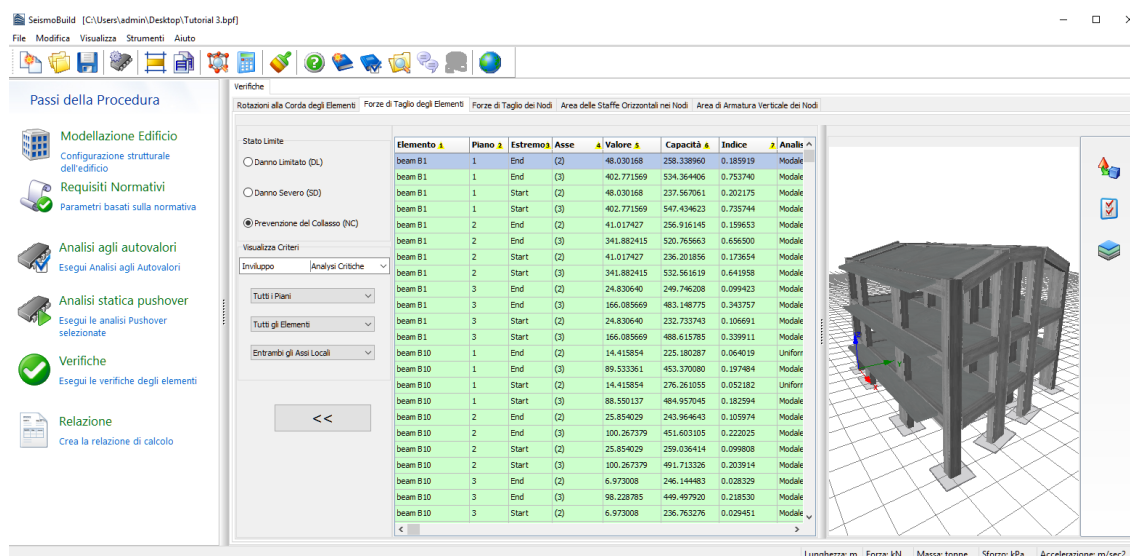 SeismoBuild [C:\Users\admin\Desktop\Tutorial 3.bpf]
File Modifica Visualizza Strumenti Aiuto
Passi della Procedura
Modellazione Edificio
Configurazione strutturale
dell'edificio
Requisiti Normativi
Parametri basati sulla normativa
Analisi agli autovalori
Esegui Analisi agli Autovalori
Analisi statica pushover
Esegui le analisi Pushover
selezionate
Verifiche
Esegui le verifiche degli elementi
Relazione
Crea la relazione di calcolo
Verifiche
Rotazioni alla Corda degli Elementi Forze di Taglio degli Elementi Forze di Taglio dei Nodi Area delle Staffe Orizzontali nei Nodi Area di Armatura Verticale dei Nodi
Stato Limite
Danno Limitato (DL)
Danno Severo (SD)
Prevenzione del Collasso (NC)
Visualizza Criteri
Inviluppo Analysi Critiche
Tutti i Piani
Tutti gli Elementi
Entrambi gli Assi Locali
<<
Elemento 1 Piano 2 Estremo 3 Asse 4 Valore 5 Capacità 6 Indice 7 Analis
beam B1 1 End (2) 48.030168 258.338960 0.185919 Modale
beam B1 1 End (3) 402.771569 534.364406 0.753740 Modale
beam B1 1 Start (2) 48.030168 237.567061 0.202175 Modale
beam B1 1 Start (3) 402.771569 547.434623 0.735744 Modale
beam B1 2 End (2) 41.017427 256.916145 0.159653 Modale
beam B1 2 End (3) 341.882415 520.765663 0.656500 Modale
beam B1 2 Start (2) 41.017427 236.201856 0.173654 Modale
beam B1 2 Start (3) 341.882415 532.561619 0.641958 Modale
beam B1 3 End (2) 24.830640 249.746208 0.099423 Modale
beam B1 3 End (3) 166.085669 483.148775 0.343757 Modale
beam B1 3 Start (2) 24.830640 232.733743 0.106691 Modale
beam B1 3 Start (3) 166.085669 488.615785 0.339911 Modale
beam B10 1 End (2) 14.415854 225.180287 0.064019 Uniforr
beam B10 1 End (3) 89.533361 453.370080 0.197484 Modale
beam B10 1 Start (2) 14.415854 276.261055 0.052182 Uniforr
beam B10 1 Start (3) 88.550137 484.957045 0.182594 Modale
beam B10 2 End (2) 25.854029 243.964643 0.105974 Modale
beam B10 2 End (3) 100.267379 451.603105 0.222025 Modale
beam B10 2 Start (2) 25.854029 259.036414 0.099808 Modale
beam B10 2 Start (3) 100.267379 491.713326 0.203914 Modale
beam B10 3 End (2) 6.973008 246.144483 0.028329 Modale
beam B10 3 End (3) 98.228785 449.497920 0.218530 Modale
beam B10 3 Start (2) 6.973008 236.763276 0.029451 Modale
Y
X
Lunghezza: m Forza: kN Massa: tonne Sforzo: kPa Accelerazione: m/sec2